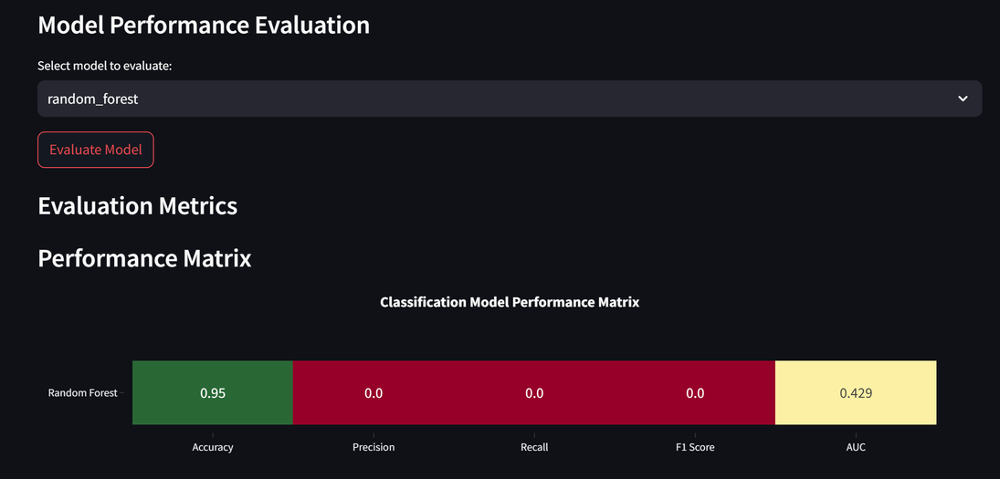 Model Performance Evaluation
Select model to evaluate:
random_forest
Evaluate Model
Evaluation Metrics
Performance Matrix
Classification Model Performance Matrix
Random Forest 0.95 0.0 0.0 0.0 0.429
Accuracy Precision Recall F1 Score AUC